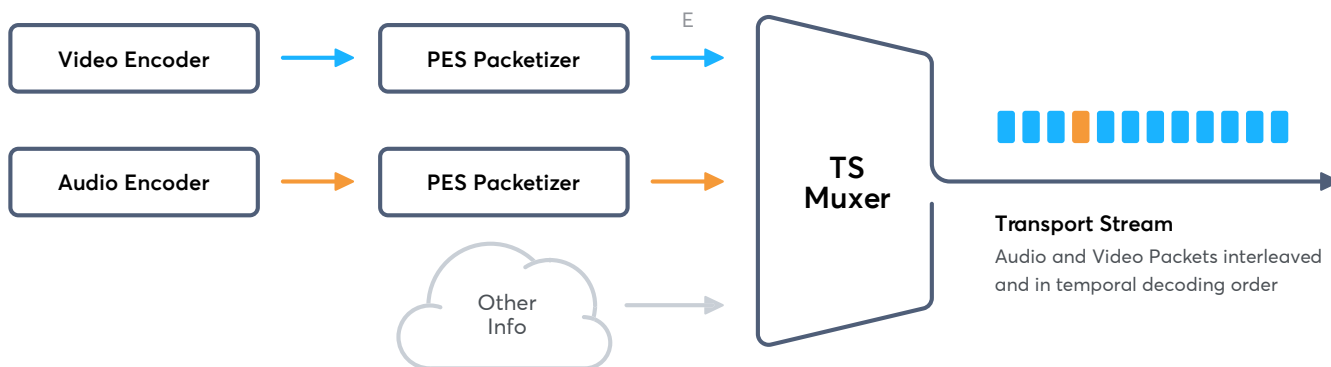 E
Video Encoder
PES Packetizer
Audio Encoder
PES Packetizer
TS
Muxer
Other
Info
Transport Stream
Audio and Video Packets interleaved
and in temporal decoding order